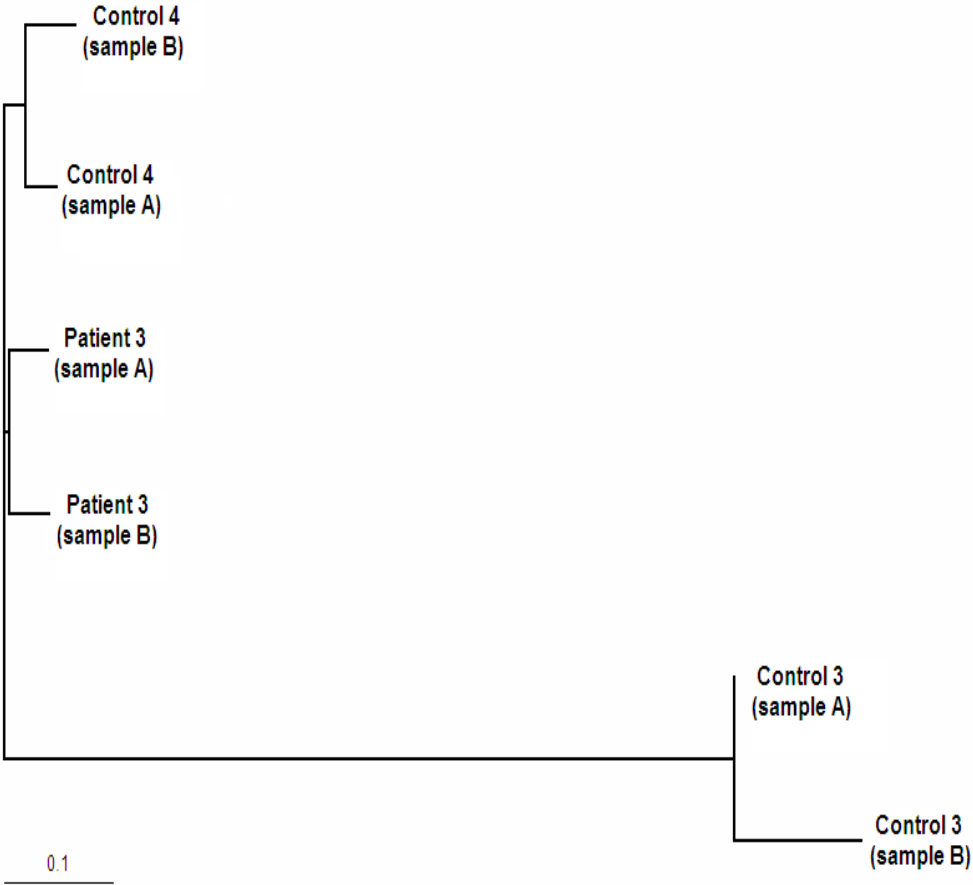 Control 4
(sample B)
Control 4
(sample A)
Patient 3
(sample A)
Patient 3
(sample B)
Control 3
(sample A)
Control 3
(sample B)
0.1